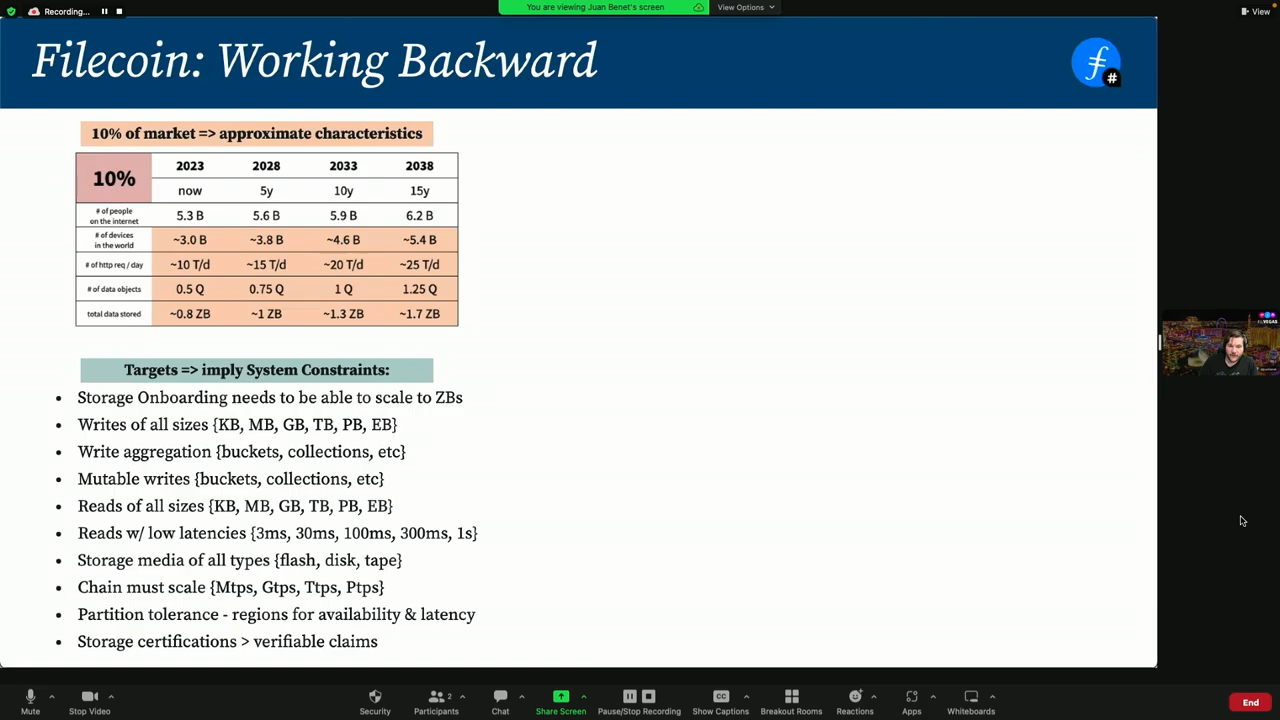 Recording...
You are viewing Juan Benet's screen
View Options
View
Filecoin: Working Backward
#
10% of market => approximate characteristics
10% 2023 2028 2033 2038
now 5y 10y 15y
# of people
on the internet
5.3 B 5.6 B 5.9 B 6.2 B
# of devices
in the world
~3.0 B ~3.8 B ~4.6 B ~5.4 B
# of http req / day ~10 T/d ~15 T/d ~20 T/d ~25 T/d
# of data objects 0.5 Q 0.75 Q 1 Q 1.25 Q
total data stored ~0.8 ZB ~1 ZB ~1.3 ZB ~1.7 ZB
Targets => imply System Constraints:
• Storage Onboarding needs to be able to scale to ZBs
• Writes of all sizes {KB, MB, GB, TB, PB, EB}
• Write aggregation {buckets, collections, etc}
• Mutable writes {buckets, collections, etc}
• Reads of all sizes {KB, MB, GB, TB, PB, EB}
• Reads w/ low latencies {3ms, 30ms, 100ms, 300ms, 1s}
• Storage media of all types {flash, disk, tape}
• Chain must scale {Mtps, Gtps, Ttps, Ptps}
• Partition tolerance - regions for availability & latency
• Storage certifications > verifiable claims
2
CC
Mute Stop Video Security Participants Chat Share Screen Pause/Stop Recording Show Captions Breakout Rooms Reactions Apps Whiteboards End